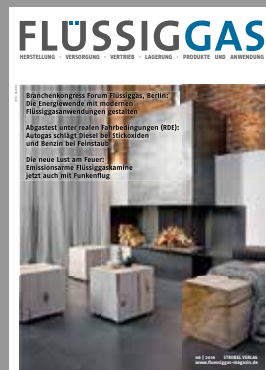 FLÜSSIGGAS
HERSTELLUNG · VERSORGUNG · VERTRIEB · LAGERUNG · PRODUKTE UND ANWENDUNG
Branchenkongress Forum Flüssiggas, Berlin:
Die Energiewende mit modernen
Flüssiggasanwendungen gestalten
Abgastest unter realen Fahrbedingungen (RDE):
Autogas schlägt Diesel bei Stickoxiden
und Benzin bei Feinstaub
Die neue Lust am Feuer:
Emissionsarme Flüssiggaskamine
jetzt auch mit Funkenflug
STROBEL VERLAG
www.fluessiggas-magazin.de